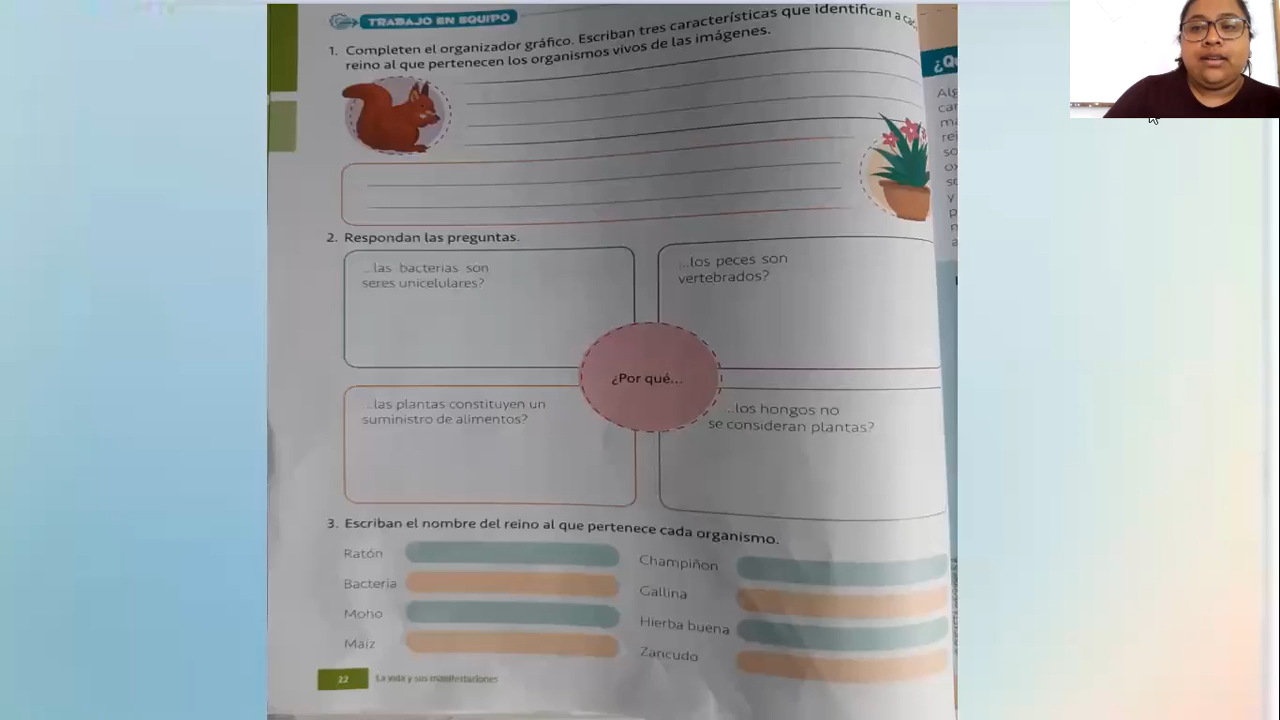 TRABAJO EN EQUIPO
1. Completen el organizador gráfico. Escriban tres características que identifican a
reino al que pertenecen los organismos vivos de las imágenes.
2. Respondan las preguntas.
...las bacterias son
seres unicelulares?
...los peces son
vertebrados?
¿Por qué...
...las plantas constituyen un
suministro de alimentos?
...los hongos no
se consideran plantas?
3. Escriban el nombre del reino al que pertenece cada organismo.
Ratón
Bacteria
Moho
Maíz
Champiñon
Gallina
Hierba buena
Zancudo
22 La vida y sus manifestaciones